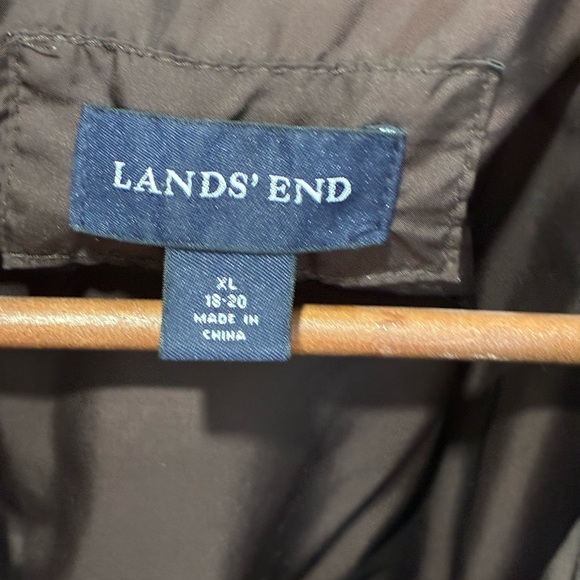 LANDS' END
XL
18-20
MADE IN
CHINA